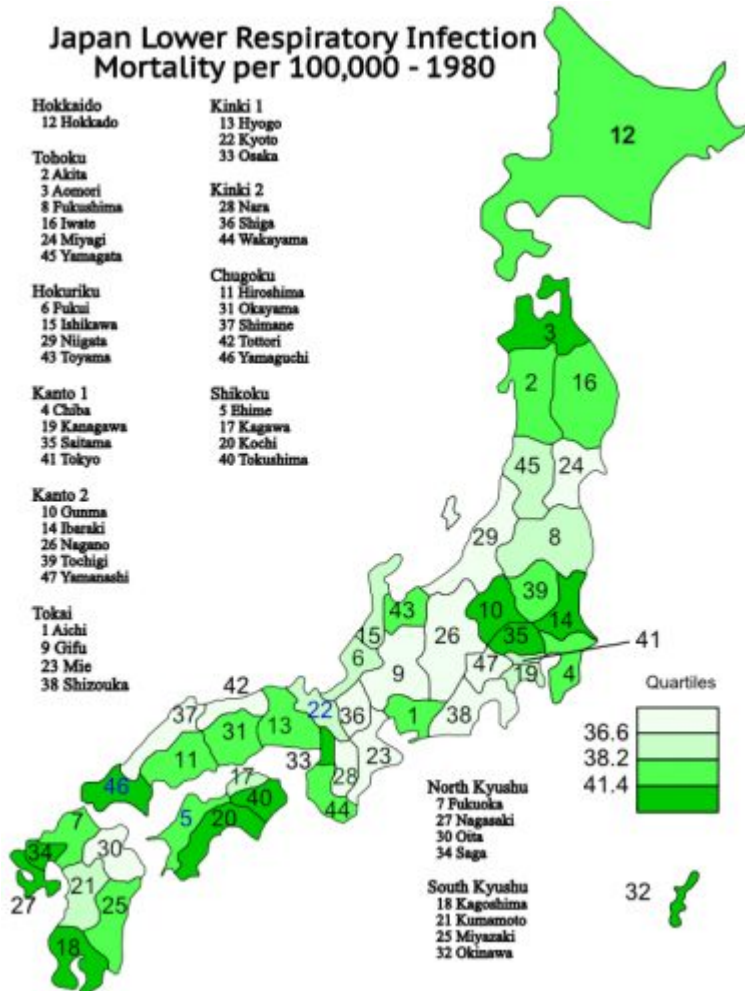 Japan Lower Respiratory Infection
Mortality per 100,000 - 1980
Hokkaido
12 Hokkado
Tohoku
2 Akita
3 Aomori
8 Fukushima
16 Iwate
24 Miyagi
45 Yamagata
Hokuriku
6 Fukui
15 Ishikawa
29 Niigata
43 Toyama
Kanto 1
4 Chiba
19 Kanagawa
35 Saitama
41 Tokyo
Kanto 2
10 Gunma
14 Ibaraki
26 Nagano
39 Tochigi
47 Yamanashi
Tokai
1 Aichi
9 Gifu
23 Mie
38 Shizouka
Kinki 1
13 Hyogo
22 Kyoto
33 Osaka
Kinki 2
28 Nara
36 Shiga
44 Wakayama
Chugoku
11 Hiroshima
31 Okayama
37 Shimane
42 Tottori
46 Yamaguchi
Shikoku
5 Ehime
17 Kagawa
20 Kochi
40 Tokushima
12
3
2
16
45
24
29
8
39
43
10
14
15
26
35
41
6
9
47
19
4
42
22
36
1
38
37
31
13
33
23
11
28
46
17
44
5
40
20
7
34
30
27
21
25
18
32
Quartiles
36.6
38.2
41.4
North Kyushu
7 Fukuoka
27 Nagasaki
30 Oita
34 Saga
South Kyushu
18 Kagoshima
21 Kumamoto
25 Miyazaki
32 Okinawa